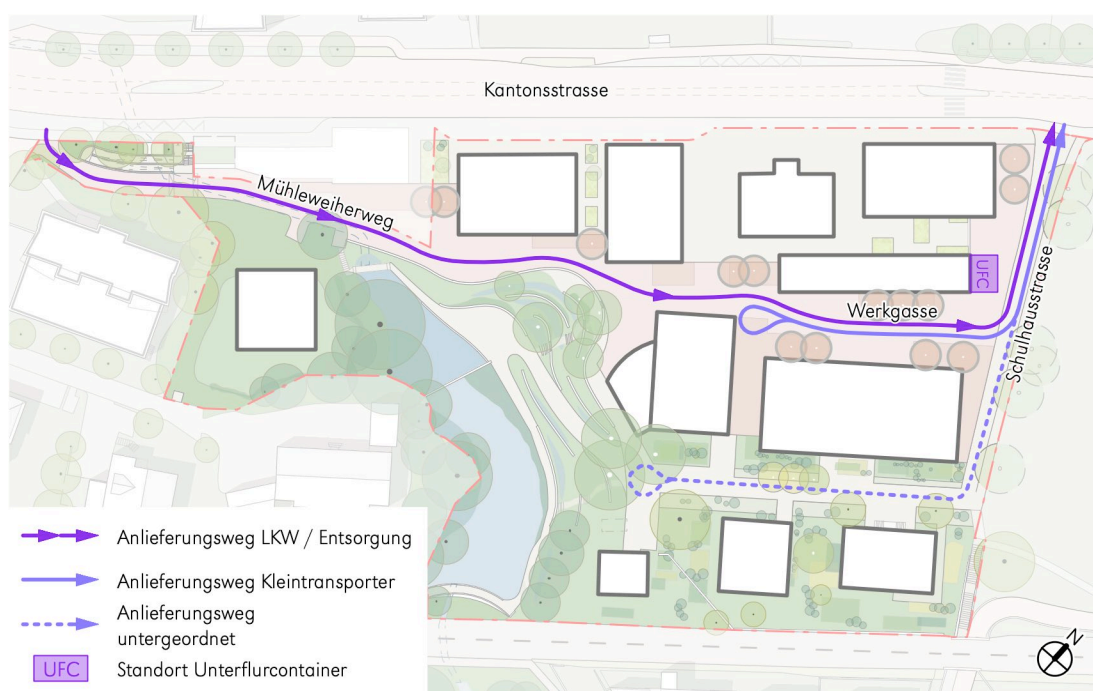 Kantonsstrasse
Mühleweiherweg
UFC
Werkgasse
Schulhausstrasse
Anlieferungsweg LKW / Entsorgung
Anlieferungsweg Kleintransporter
Anlieferungsweg
untergeordnet
UFC
Standort Unterflurcontainer
N